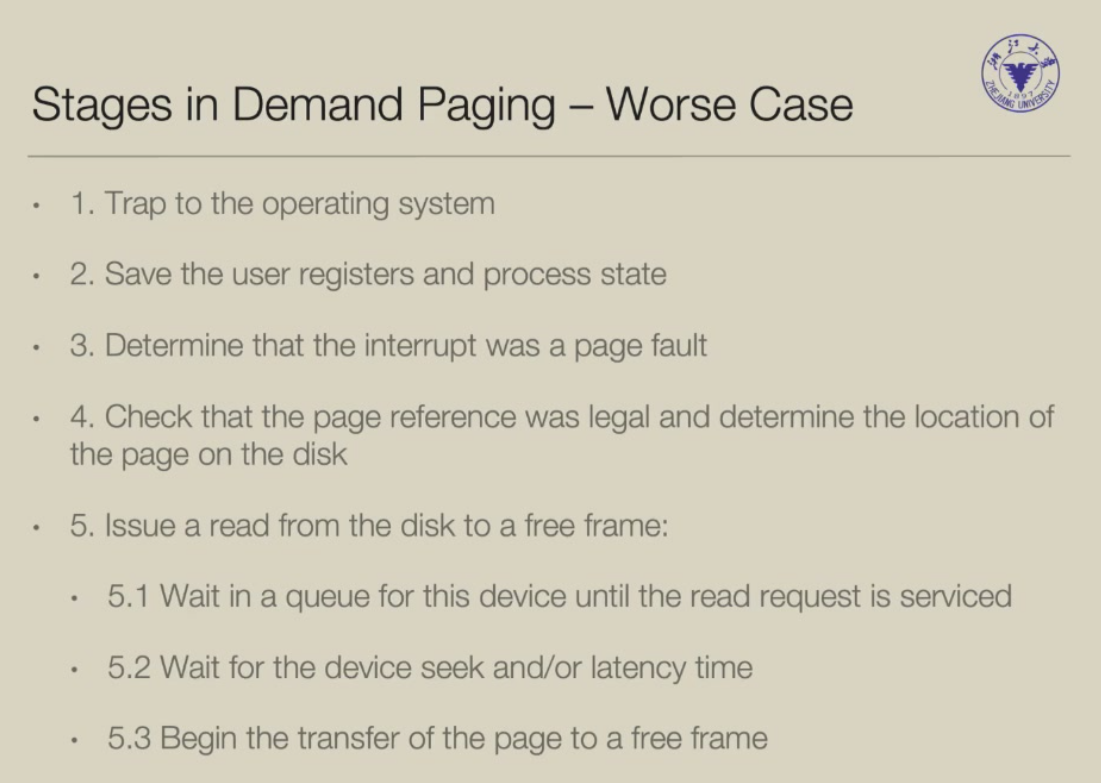 Stages in Demand Paging – Worse Case
浙江大学
ZHEJIANG UNIVERSITY
1897
• 1. Trap to the operating system
• 2. Save the user registers and process state
• 3. Determine that the interrupt was a page fault
• 4. Check that the page reference was legal and determine the location of
the page on the disk
• 5. Issue a read from the disk to a free frame:
• 5.1 Wait in a queue for this device until the read request is serviced
• 5.2 Wait for the device seek and/or latency time
• 5.3 Begin the transfer of the page to a free frame